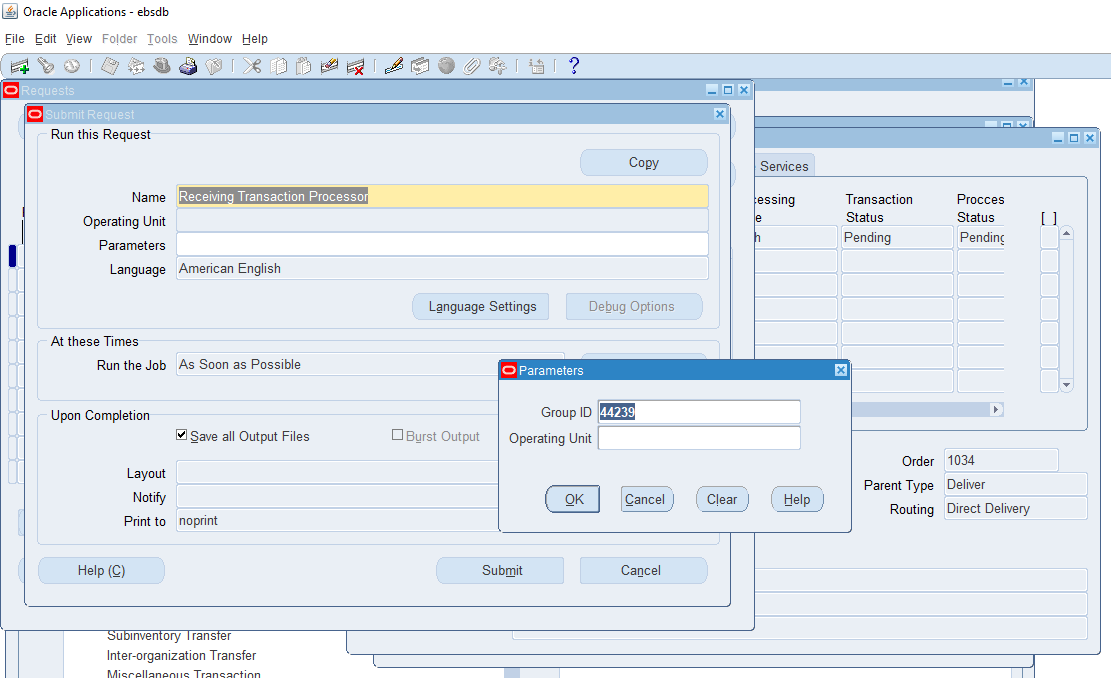 Oracle Applications - ebsdb
File Edit View Folder Tools Window Help
Requests
Submit Request
Run this Request
Copy
Name Receiving Transaction Processor
Operating Unit
Parameters
Language American English
Language Settings Debug Options
At these Times
Run the Job As Soon as Possible
Upon Completion
Save all Output Files Burst Output
Layout
Notify
Print to noprint
Help (C) Submit Cancel
Parameters
Group ID 44239
Operating Unit
OK Cancel Clear Help
Services
Transaction
Status
Status
[ ]
Pending
Order 1034
Parent Type Deliver
Routing Direct Delivery
Subinventory Transfer
Inter-organization Transfer
Miscellaneous Transaction